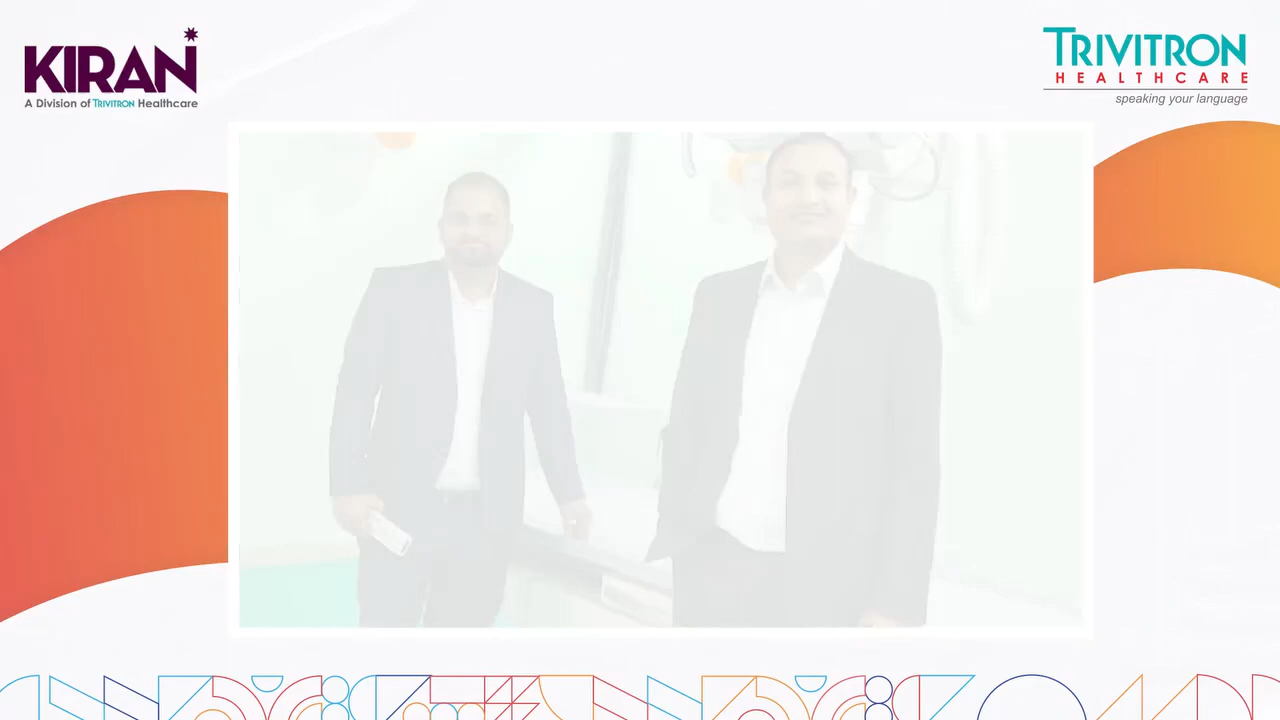 KIRAN
A Division of TRIVITRON Healthcare
TRIVITRON
HEALTHCARE
speaking your language